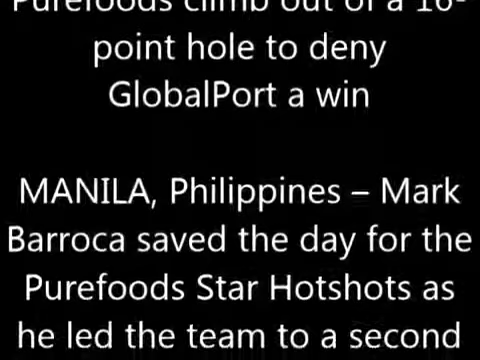 Purefoods climb out of a 16-
point hole to deny
GlobalPort a win
MANILA, Philippines – Mark
Barroca saved the day for the
Purefoods Star Hotshots as
he led the team to a second